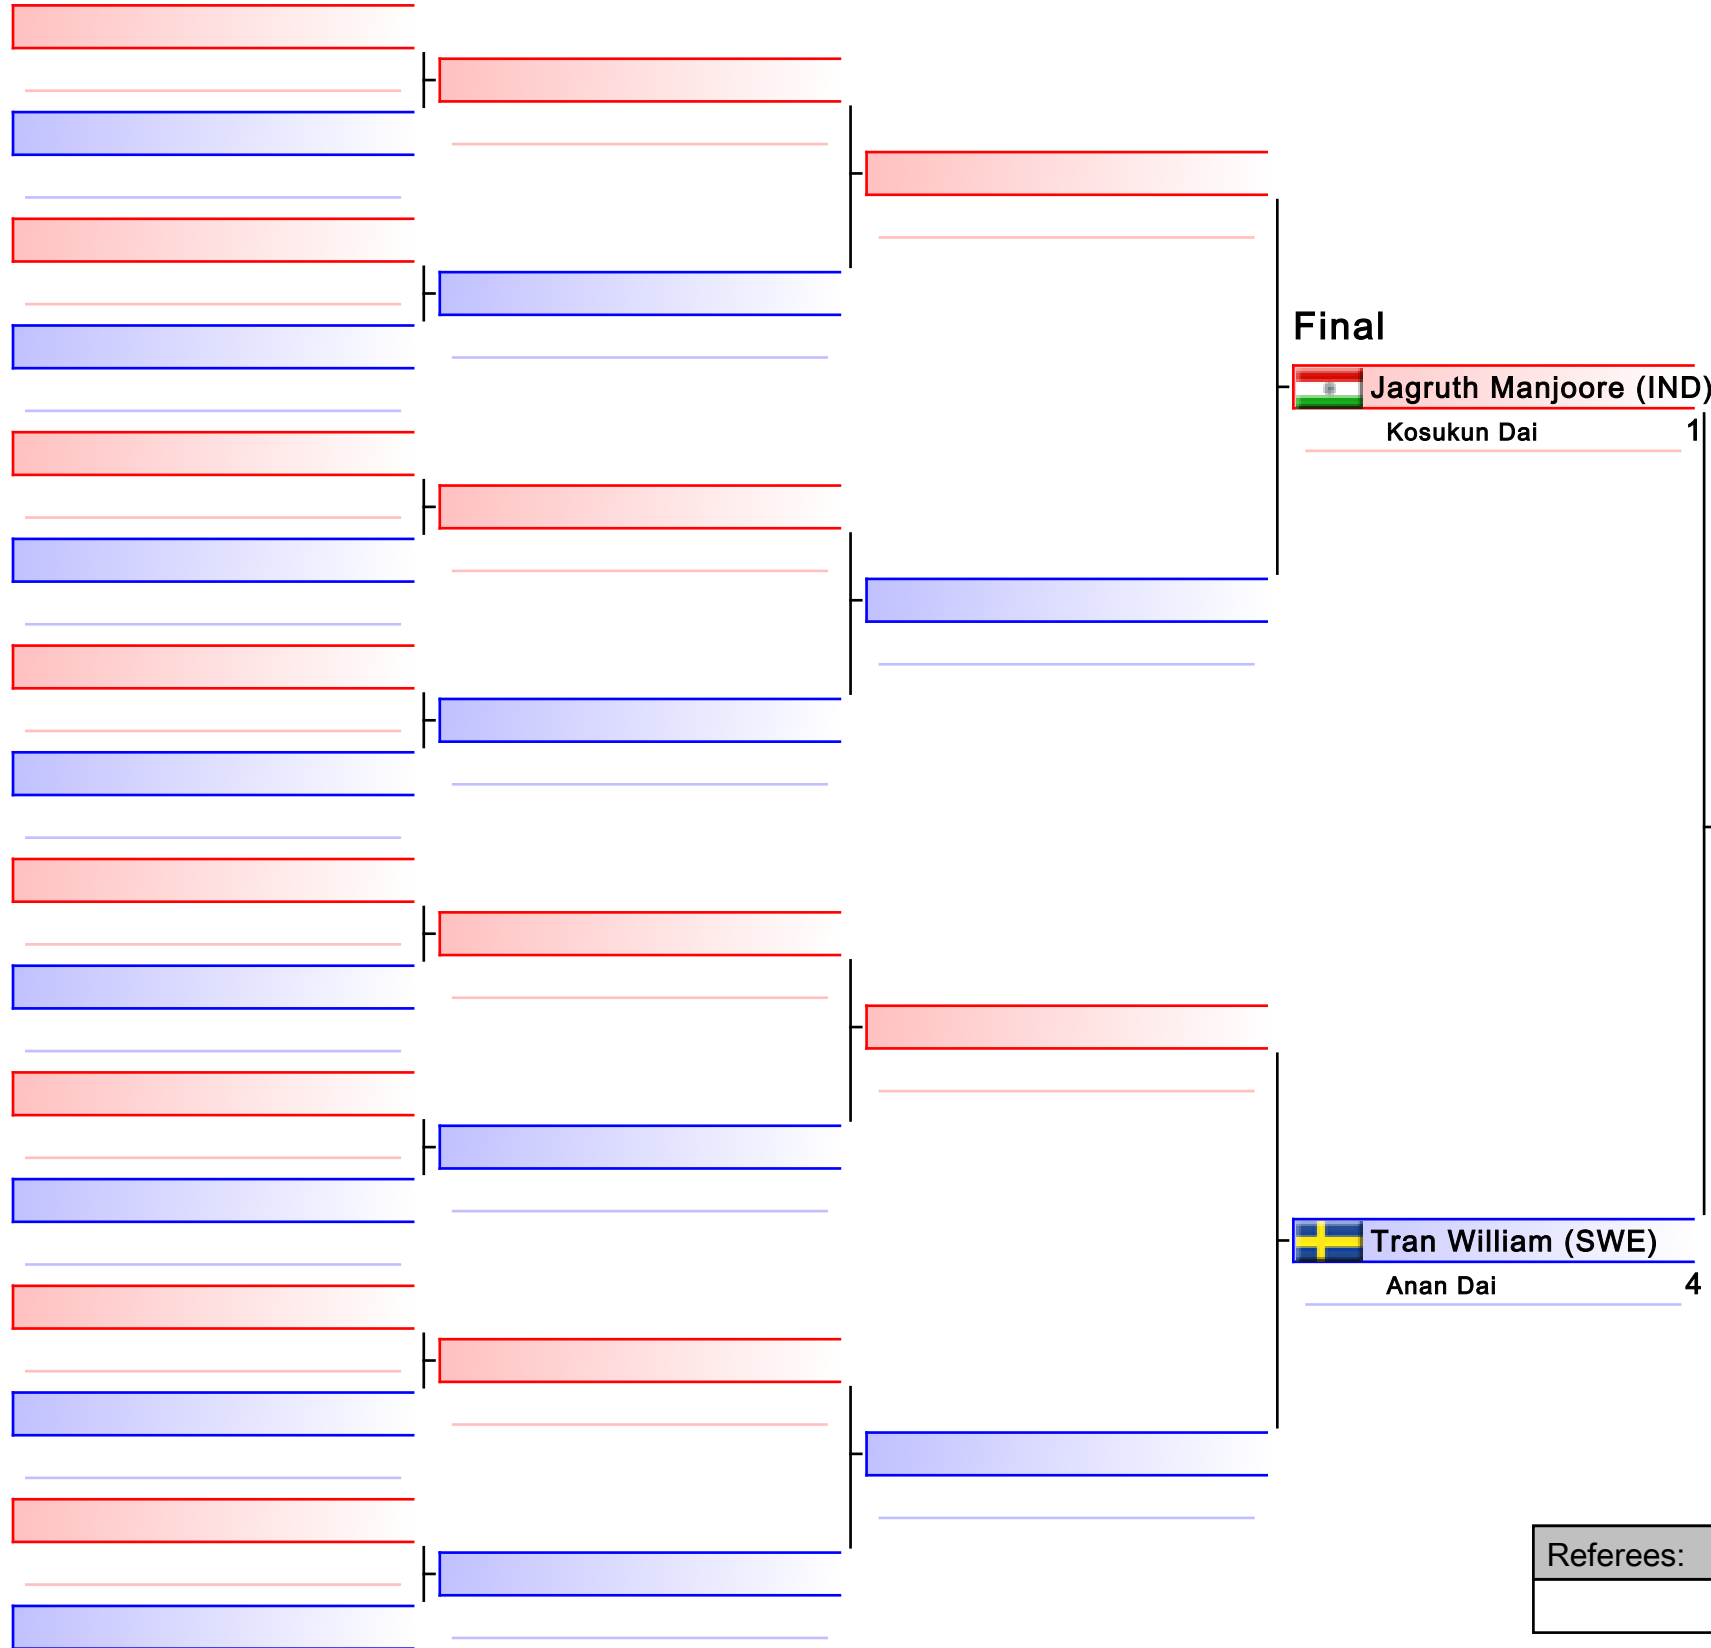 Final
Jagruth Manjoore (IND)
Kosukun Dai 1
Tran William (SWE)
Anan Dai 4
Referees: